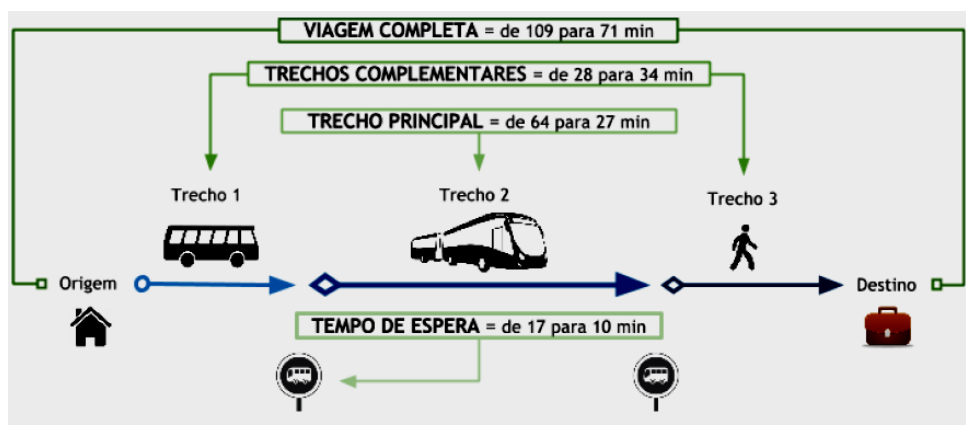 VIAGEM COMPLETA = de 109 para 71 min
TRECHOS COMPLEMENTARES = de 28 para 34 min
TRECHO PRINCIPAL = de 64 para 27 min
Trecho 1
Trecho 2
Trecho 3
Origem
Destino
TEMPO DE ESPERA = de 17 para 10 min